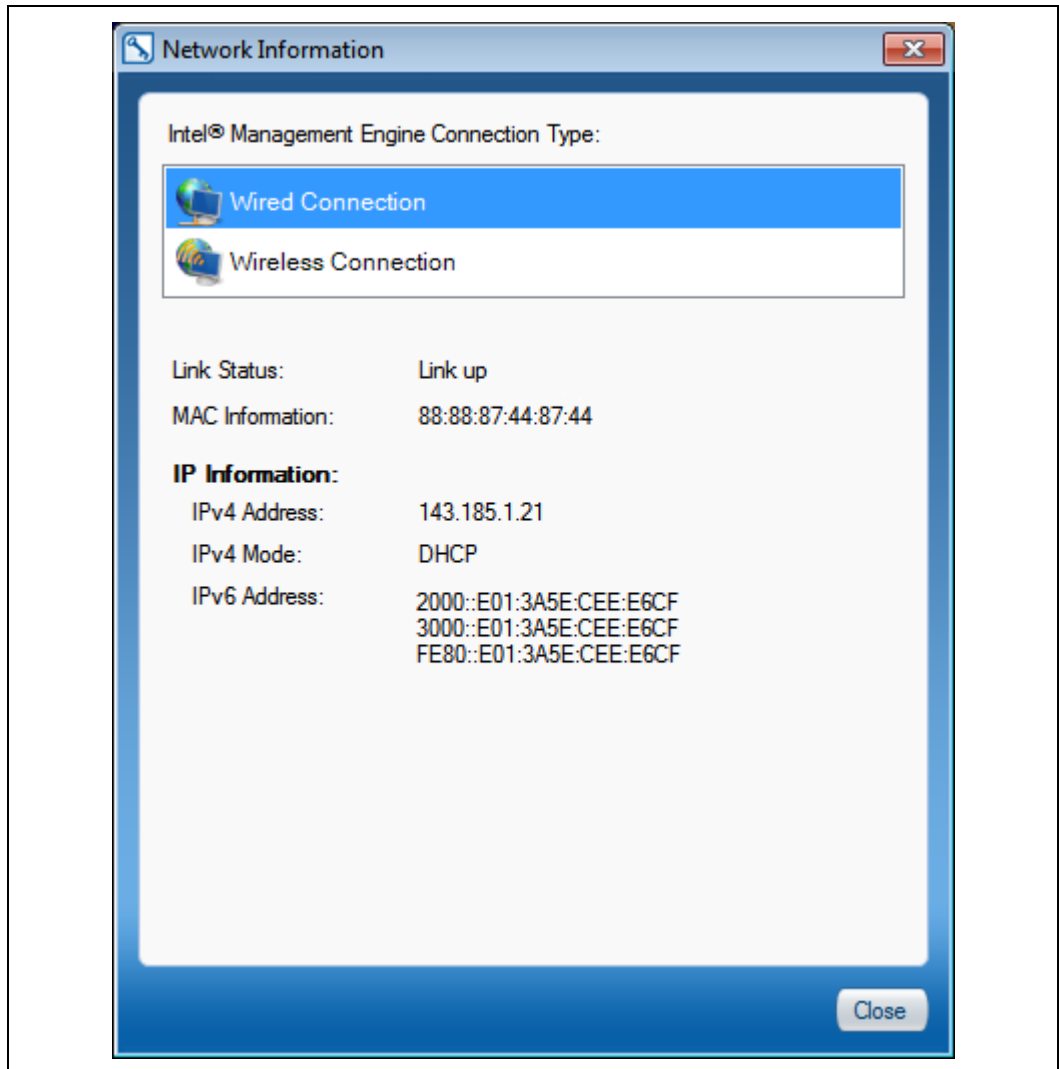 Network Information
Intel® Management Engine Connection Type:
Wired Connection
Wireless Connection
Link Status: Link up
MAC Information: 88:88:87:44:87:44
IP Information:
IPv4 Address: 143.185.1.21
IPv4 Mode: DHCP
IPv6 Address: 2000::E01:3A5E:CEE:E6CF
3000::E01:3A5E:CEE:E6CF
FE80::E01:3A5E:CEE:E6CF
Close